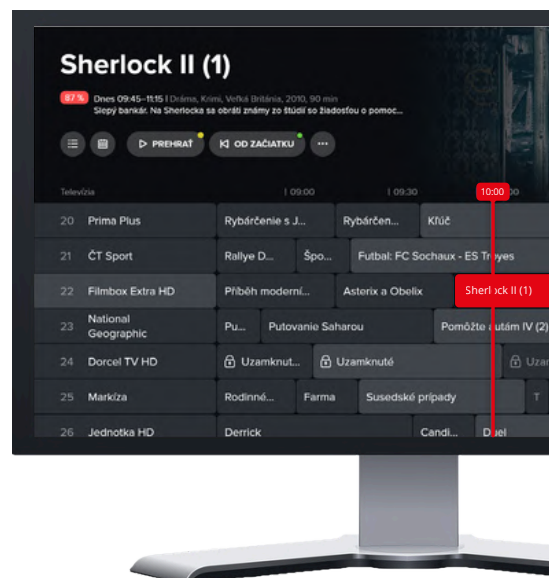 Sherlock II (1)
87 % Dnes 09:45–11:15 | Dráma, Krimi, Veľká Británia, 2010, 90 min
Slepý bankár. Na Sherlocka sa obráti známy zo štúdií so žiadosťou o pomoc...
PREHRAŤ OD ZAČIATKU ...
Televízia | 09:00 | 09:30 10:00
20 Prima Plus Rybárčenie s J... Rybárčen... Kľúč
21 ČT Sport Rallye D... Špo... Futbal: FC Sochaux - ES Troyes
22 Filmbox Extra HD Příběh moderní... Asterix a Obelix Sherlock II (1)
23 National Geographic Pu... Putovanie Saharou Pomôžte autám IV (2)
24 Dorcel TV HD Uzamknut... Uzamknuté
25 Markíza Rodinné... Farma Susedské prípady T
26 Jednotka HD Derrick Candi... Duel